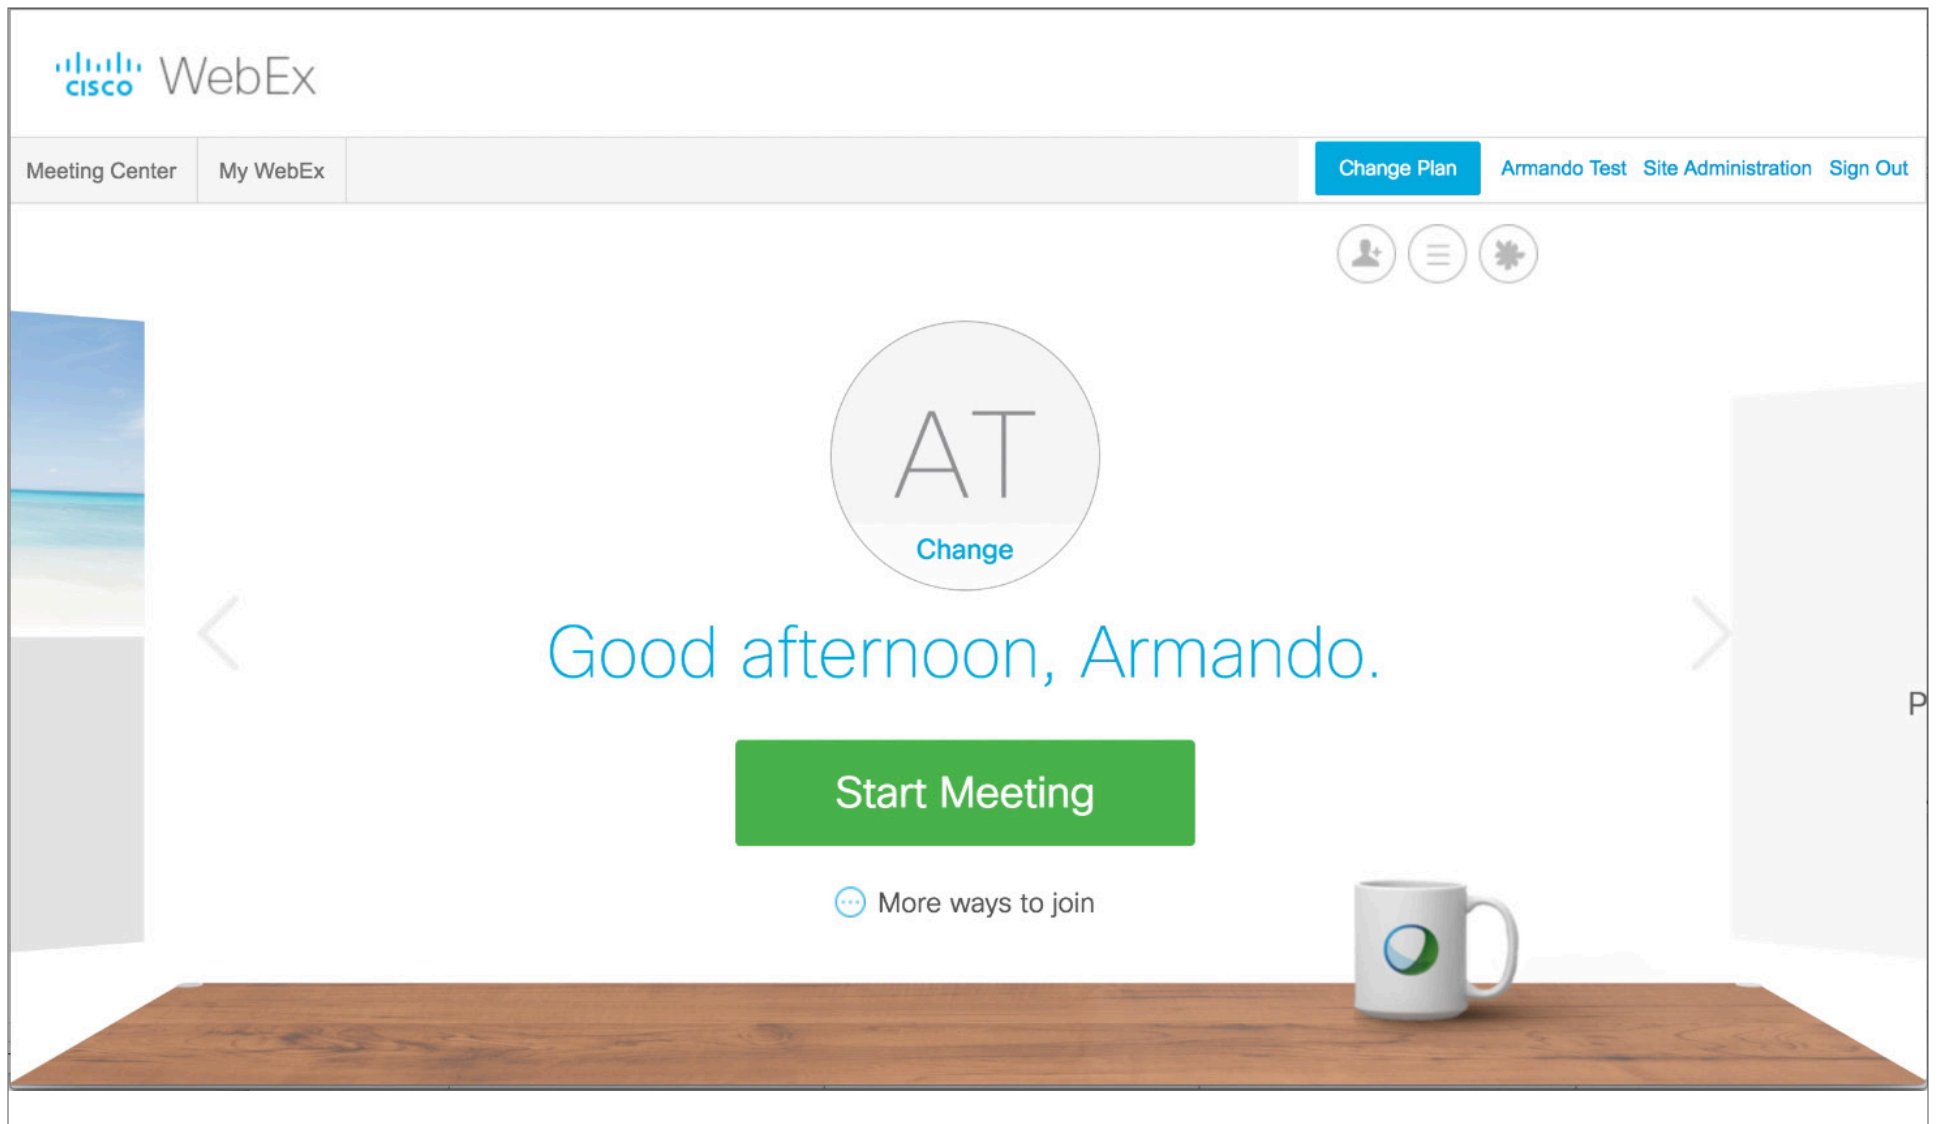 CISCO WebEx
Meeting Center My WebEx Change Plan Armando Test Site Administration Sign Out
AT
Change
Good afternoon, Armando.
P
Start Meeting
More ways to join